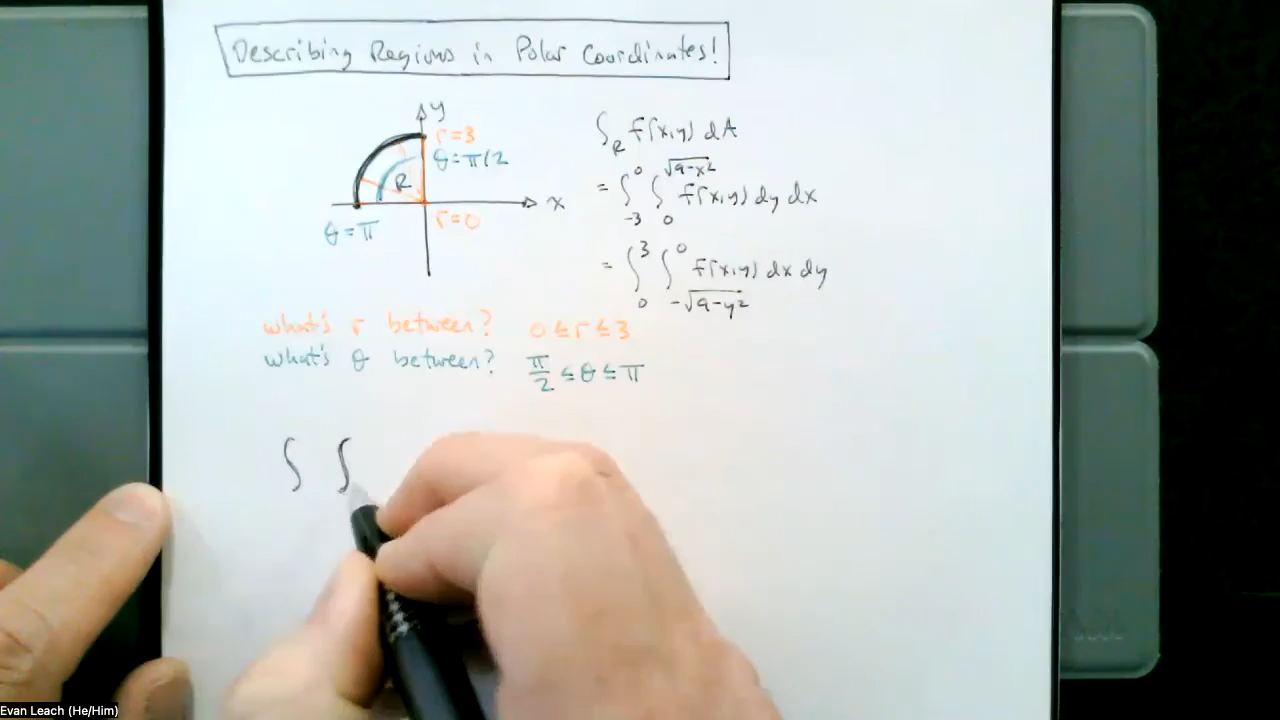 Describing Regions in Polar Coordinates!
y
r=3
θ=π/2
R
x
r=0
θ=π
∫_R f(x,y) dA
= ∫_{-3}^{0} ∫_{0}^{√(9-x²)} f(x,y) dy dx
= ∫_{0}^{3} ∫_{-√(9-y²)}^{0} f(x,y) dx dy
what's r between? 0 ≤ r ≤ 3
what's θ between? π/2 ≤ θ ≤ π
∫ ∫
Evan Leach (He/Him)